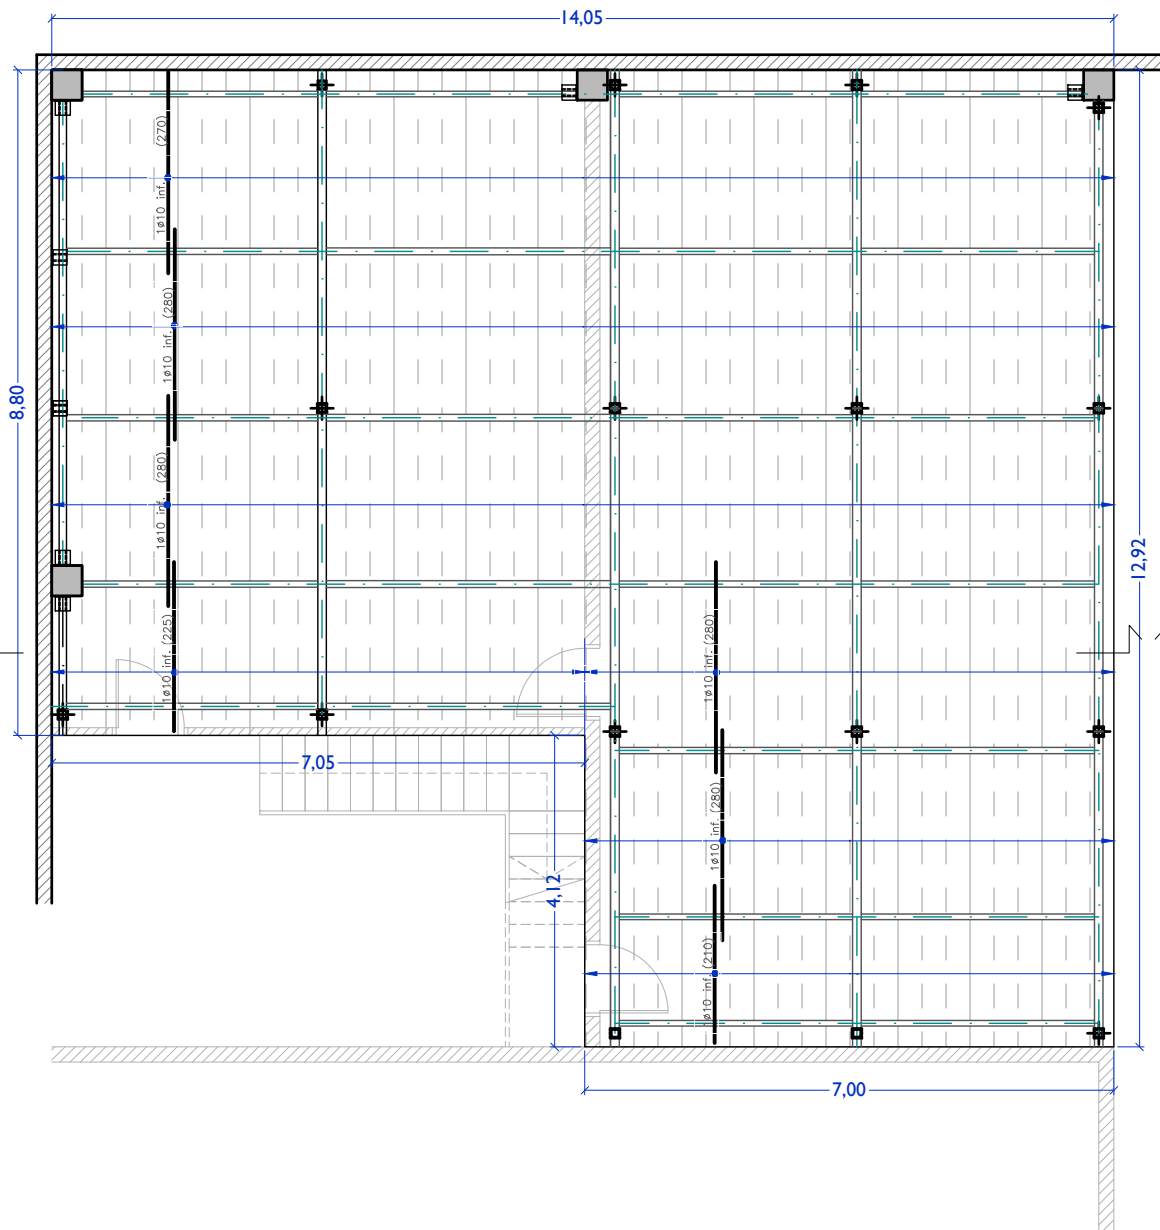 14,05
1ø10 inf. (270)
1ø10 inf. (280)
8,80
1ø10 inf. (280)
12,92
1ø10 inf. (225)
1ø10 inf. (280)
7,05
1ø10 inf. (280)
4,12
1ø10 inf. (210)
7,00